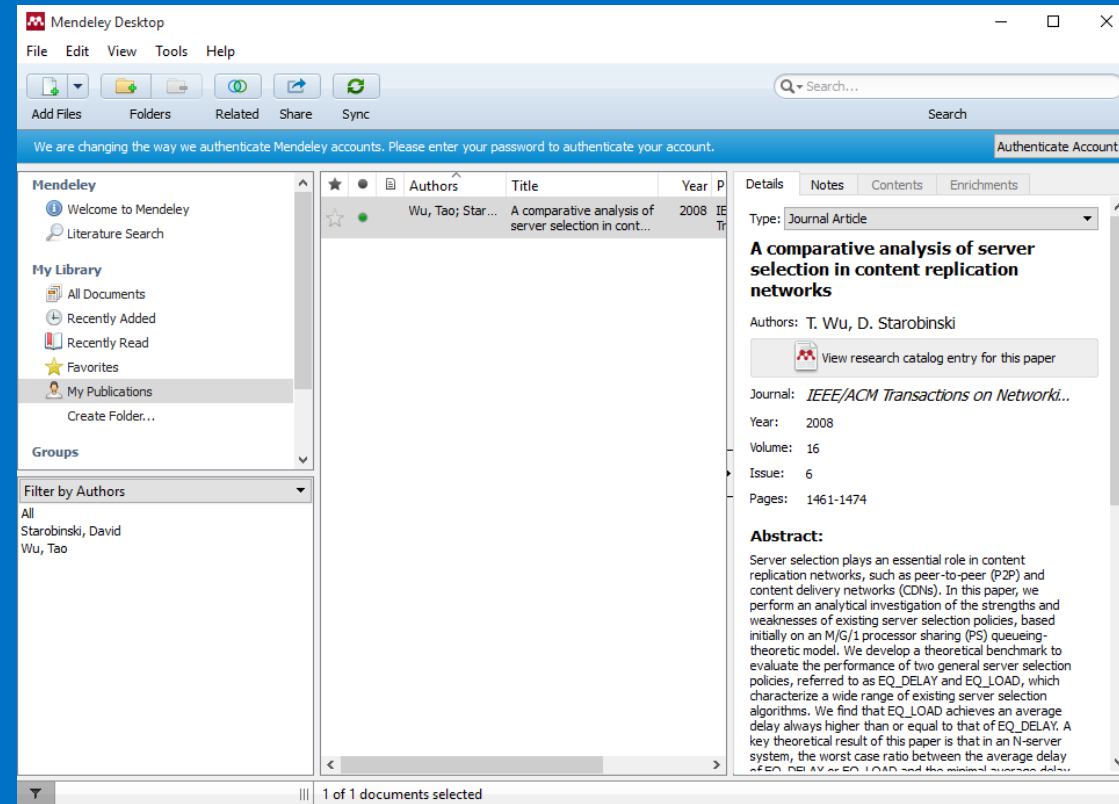 Mendeley Desktop
File Edit View Tools Help
Search...
Add Files Folders Related Share Sync Search
We are changing the way we authenticate Mendeley accounts. Please enter your password to authenticate your account. Authenticate Account
Mendeley
Welcome to Mendeley
Literature Search
My Library
All Documents
Recently Added
Recently Read
Favorites
My Publications
Create Folder...
Groups
Filter by Authors
All
Starobinski, David
Wu, Tao
Authors Title Year P
Wu, Tao; Star... A comparative analysis of 2008 IE
server selection in cont... Tr
Details Notes Contents Enrichments
Type: Journal Article
A comparative analysis of server
selection in content replication
networks
Authors: T. Wu, D. Starobinski
View research catalog entry for this paper
Journal: IEEE/ACM Transactions on Networki...
Year: 2008
Volume: 16
Issue: 6
Pages: 1461-1474
Abstract:
Server selection plays an essential role in content
replication networks, such as peer-to-peer (P2P) and
content delivery networks (CDNs). In this paper, we
perform an analytical investigation of the strengths and
weaknesses of existing server selection policies, based
initially on an M/G/1 processor sharing (PS) queueing-
theoretic model. We develop a theoretical benchmark to
evaluate the performance of two general server selection
policies, referred to as EQ_DELAY and EQ_LOAD, which
characterize a wide range of existing server selection
algorithms. We find that EQ_LOAD achieves an average
delay always higher than or equal to that of EQ_DELAY. A
key theoretical result of this paper is that in an N-server
system, the worst case ratio between the average delay
of EQ_DELAY or EQ_LOAD and the minimal average delay
1 of 1 documents selected